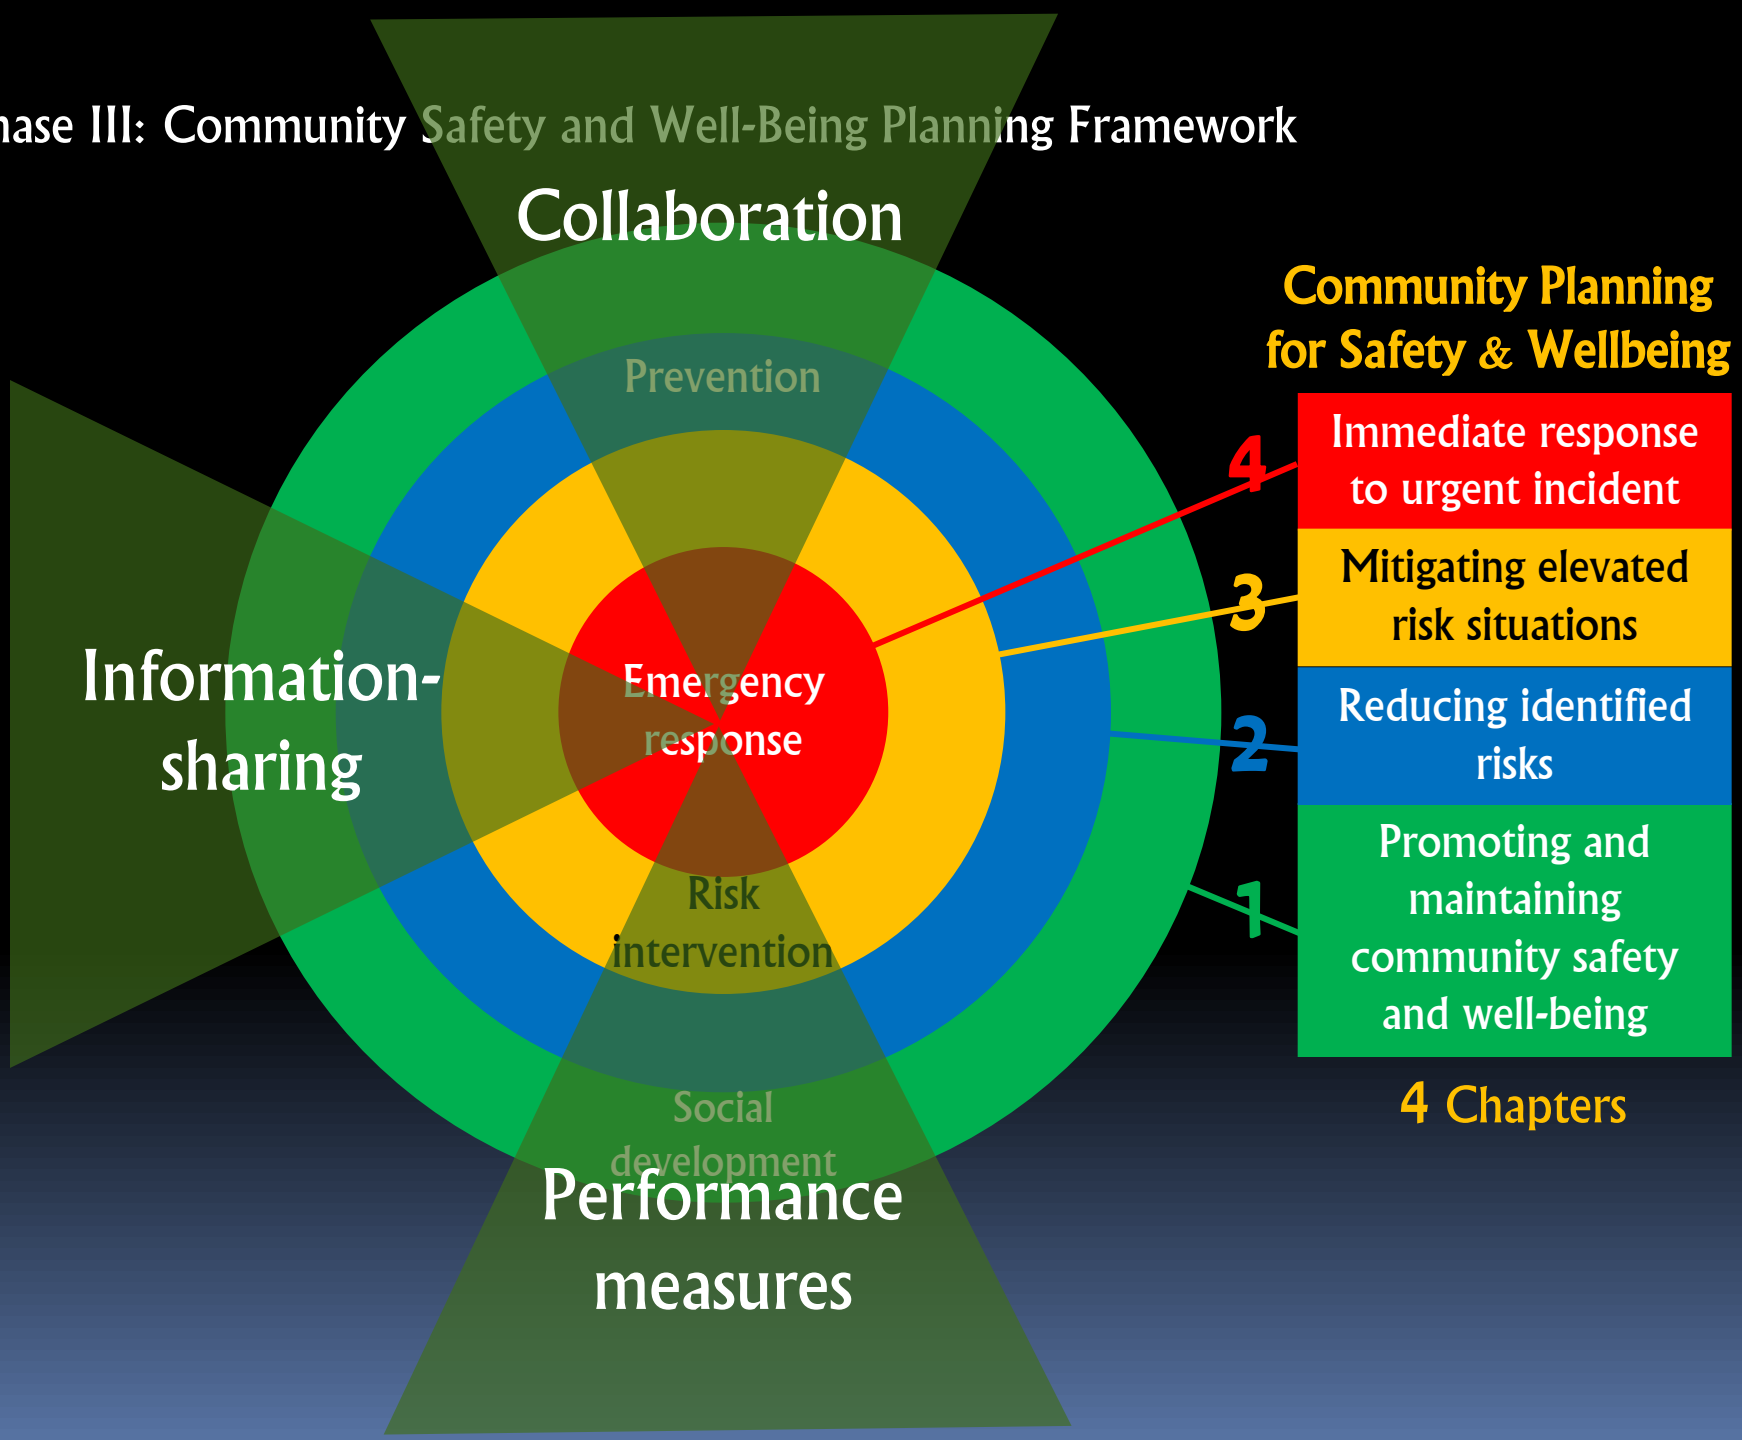 hase III: Community Safety and Well-Being Planning Framework
Collaboration
Prevention
Information-
sharing
Emergency
response
Risk
intervention
Social
development
Performance
measures
Community Planning
for Safety & Wellbeing
4
Immediate response
to urgent incident
3
Mitigating elevated
risk situations
2
Reducing identified
risks
1
Promoting and
maintaining
community safety
and well-being
4 Chapters